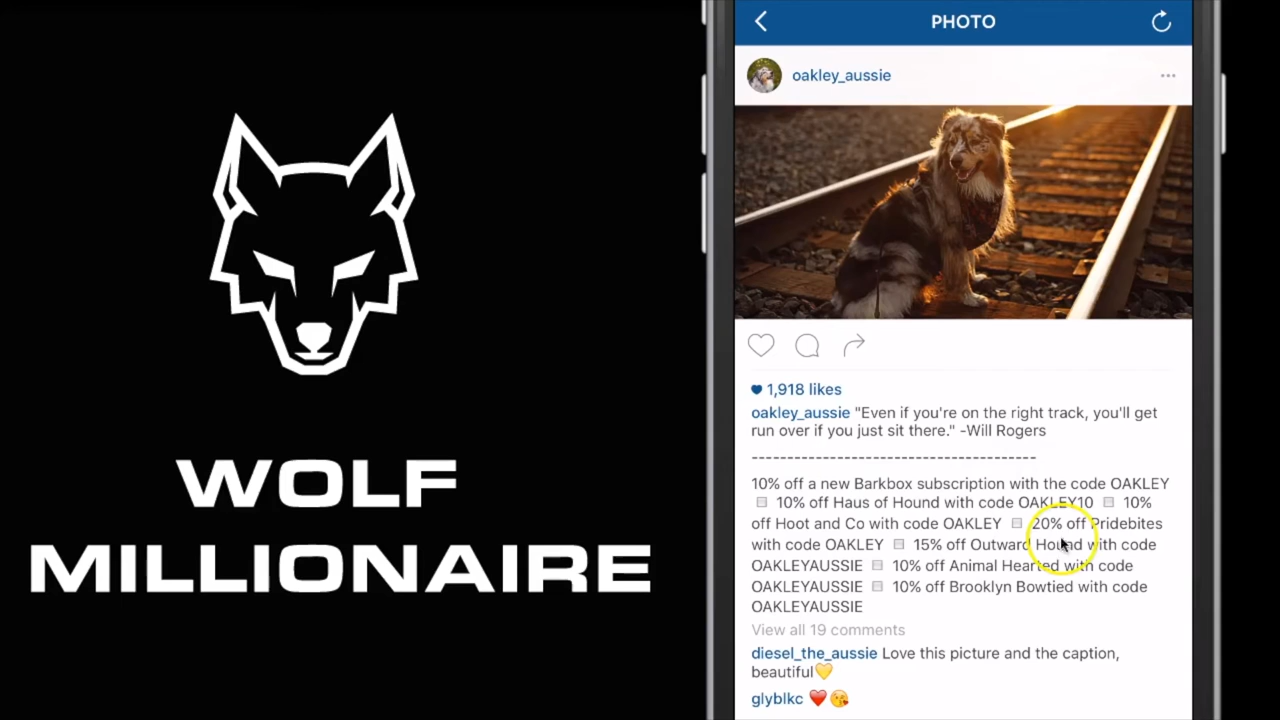 WOLF
MILLIONAIRE
PHOTO
oakley_aussie
1,918 likes
oakley_aussie "Even if you're on the right track, you'll get
run over if you just sit there." -Will Rogers
----------------------------------------
10% off a new Barkbox subscription with the code OAKLEY
10% off Haus of Hound with code OAKLEY10 10%
off Hoot and Co with code OAKLEY 20% off Pridebites
with code OAKLEY 15% off Outward Hound with code
OAKLEYAUSSIE 10% off Animal Hearted with code
OAKLEYAUSSIE 10% off Brooklyn Bowtied with code
OAKLEYAUSSIE
View all 19 comments
diesel_the_aussie Love this picture and the caption,
beautiful💛
glyblkc ❤️😘